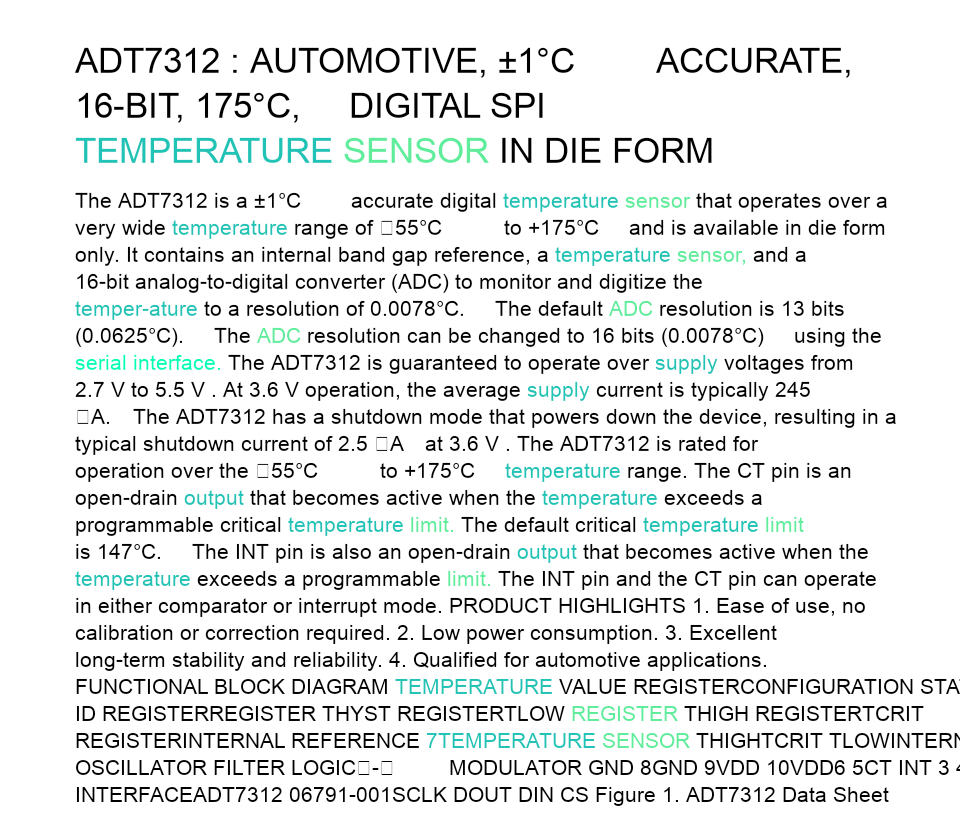 ADT7312 : AUTOMOTIVE, ±1°C ACCURATE,
16-BIT, 175°C, DIGITAL SPI
TEMPERATURE SENSOR IN DIE FORM
The ADT7312 is a ±1°C accurate digital temperature sensor that operates over a
very wide temperature range of □55°C to +175°C and is available in die form
only. It contains an internal band gap reference, a temperature sensor, and a
16-bit analog-to-digital converter (ADC) to monitor and digitize the
temper-ature to a resolution of 0.0078°C. The default ADC resolution is 13 bits
(0.0625°C). The ADC resolution can be changed to 16 bits (0.0078°C) using the
serial interface. The ADT7312 is guaranteed to operate over supply voltages from
2.7 V to 5.5 V . At 3.6 V operation, the average supply current is typically 245
□A. The ADT7312 has a shutdown mode that powers down the device, resulting in a
typical shutdown current of 2.5 □A at 3.6 V . The ADT7312 is rated for
operation over the □55°C to +175°C temperature range. The CT pin is an
open-drain output that becomes active when the temperature exceeds a
programmable critical temperature limit. The default critical temperature limit
is 147°C. The INT pin is also an open-drain output that becomes active when the
temperature exceeds a programmable limit. The INT pin and the CT pin can operate
in either comparator or interrupt mode. PRODUCT HIGHLIGHTS 1. Ease of use, no
calibration or correction required. 2. Low power consumption. 3. Excellent
long-term stability and reliability. 4. Qualified for automotive applications.
FUNCTIONAL BLOCK DIAGRAM TEMPERATURE VALUE REGISTERCONFIGURATION
ID REGISTERREGISTER THYST REGISTERTLOW REGISTER THIGH REGISTERTCRIT
REGISTERINTERNAL REFERENCE 7TEMPERATURE SENSOR THIGHTCRIT
OSCILLATOR FILTER LOGIC□-□ MODULATOR GND 8GND 9VDD 10VDD6 5CT INT 3
INTERFACEADT7312 06791-001SCLK DOUT DIN CS Figure 1. ADT7312 Data Sheet